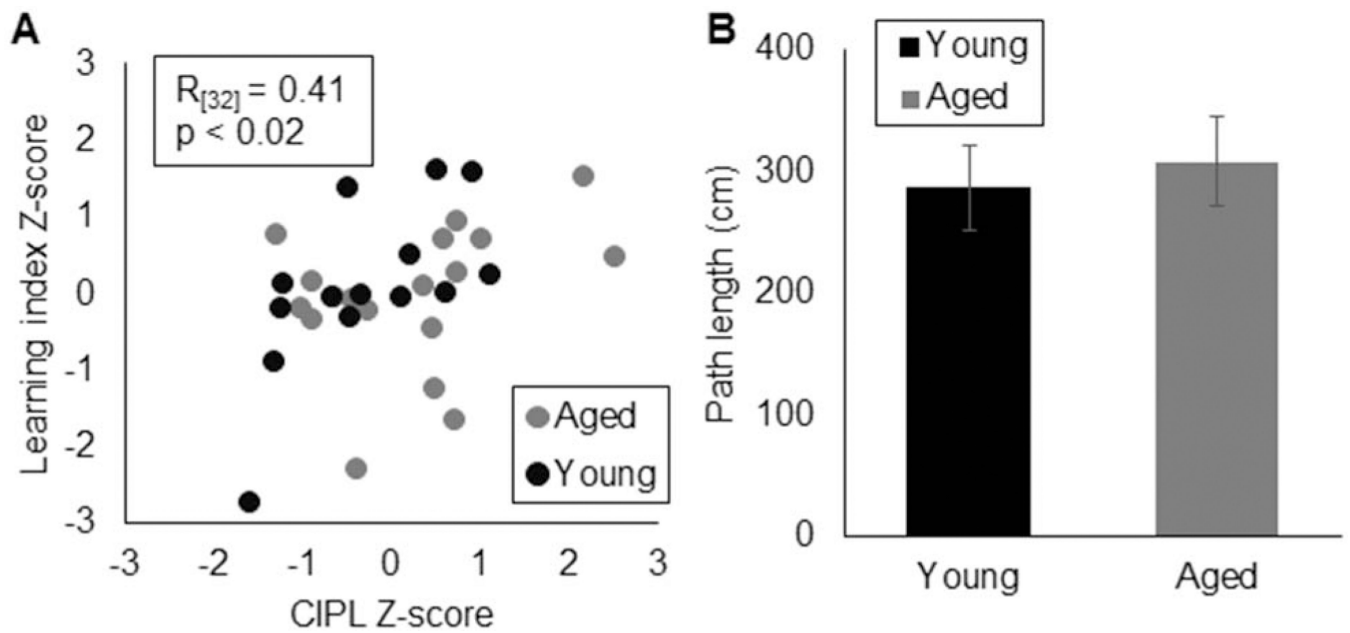 A
3
2
1
0
-1
-2
-3
Learning index Z-score
R[32] = 0.41
p < 0.02
Aged
Young
-3 -2 -1 0 1 2 3
CIPL Z-score
B
400
300
200
100
0
Path length (cm)
Young
Aged
Young Aged